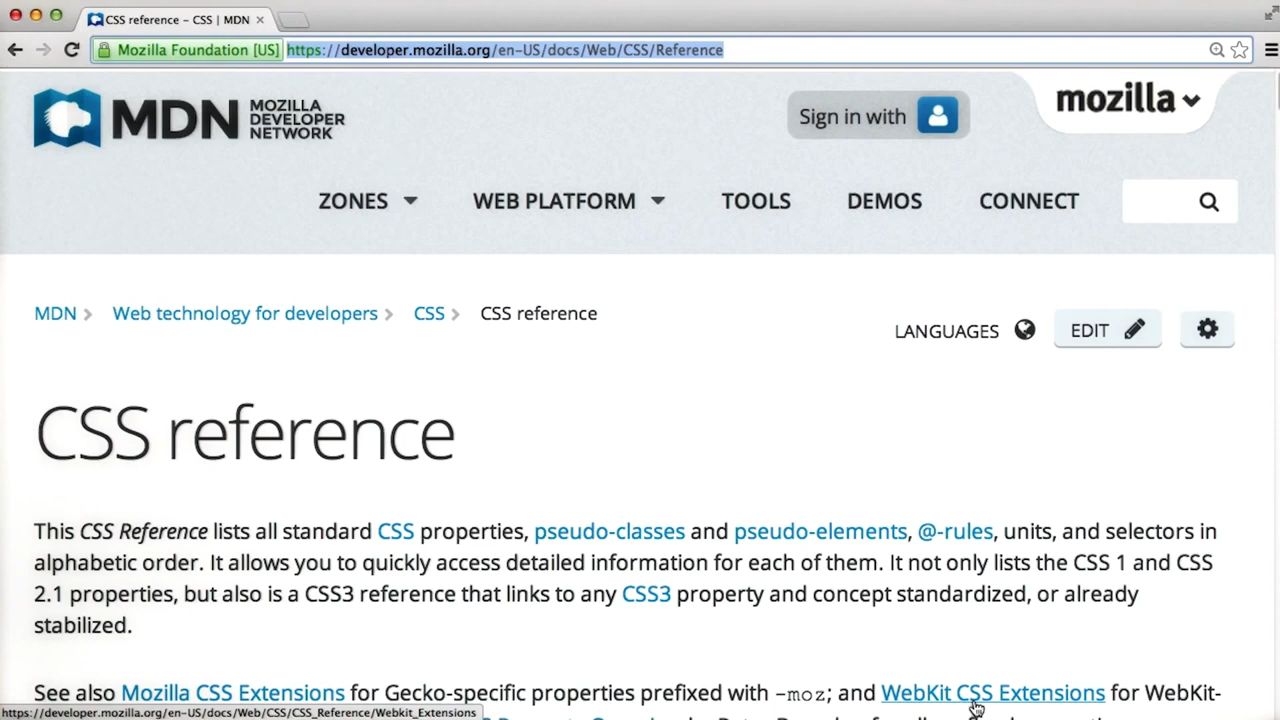 CSS reference – CSS | MDN
Mozilla Foundation [US] https://developer.mozilla.org/en-US/docs/Web/CSS/Reference
MDN MOZILLA DEVELOPER NETWORK
Sign in with
mozilla
ZONES WEB PLATFORM TOOLS DEMOS CONNECT
MDN Web technology for developers CSS CSS reference
LANGUAGES EDIT
CSS reference
This CSS Reference lists all standard CSS properties, pseudo-classes and pseudo-elements, @-rules, units, and selectors in
alphabetic order. It allows you to quickly access detailed information for each of them. It not only lists the CSS 1 and CSS
2.1 properties, but also is a CSS3 reference that links to any CSS3 property and concept standardized, or already
stabilized.
See also Mozilla CSS Extensions for Gecko-specific properties prefixed with -moz; and WebKit CSS Extensions for WebKit-
https://developer.mozilla.org/en-US/docs/Web/CSS/CSS_Reference/Webkit_Extensions